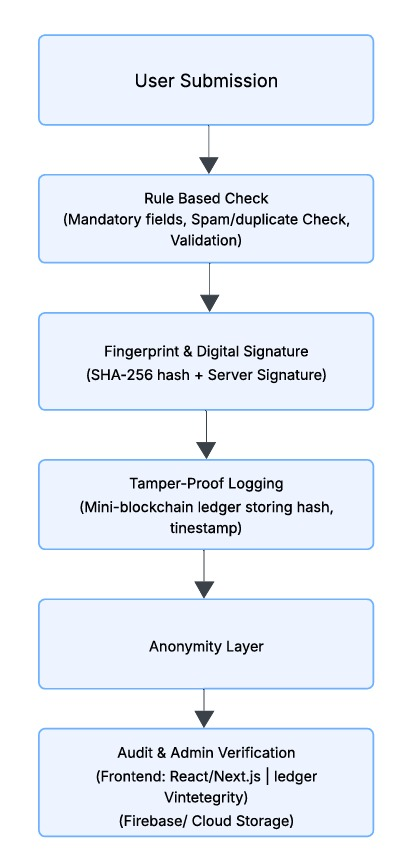 User Submission
Rule Based Check
(Mandatory fields, Spam/duplicate Check,
Validation)
Fingerprint & Digital Signature
(SHA-256 hash + Server Signature)
Tamper-Proof Logging
(Mini-blockchain ledger storing hash,
tinestamp)
Anonymity Layer
Audit & Admin Verification
(Frontend: React/Next.js | ledger
Vintetegrity)
(Firebase/ Cloud Storage)